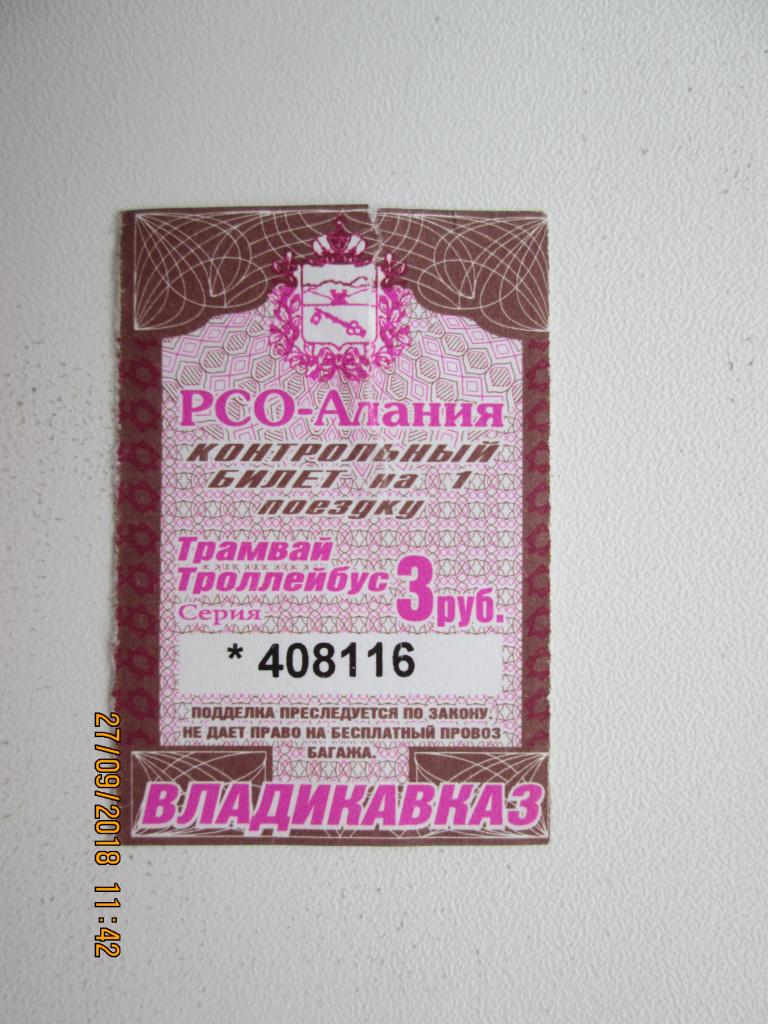 РСО-Алания
КОНТРОЛЬНЫЙ
БИЛЕТ на 1
поездку
Трамвай
Троллейбус
3 руб.
Серия
* 408116
ПОДДЕЛКА ПРЕСЛЕДУЕТСЯ ПО ЗАКОНУ.
НЕ ДАЕТ ПРАВО НА БЕСПЛАТНЫЙ ПРОВОЗ
БАГАЖА.
ВЛАДИКАВКАЗ
27/09/2018 11:42